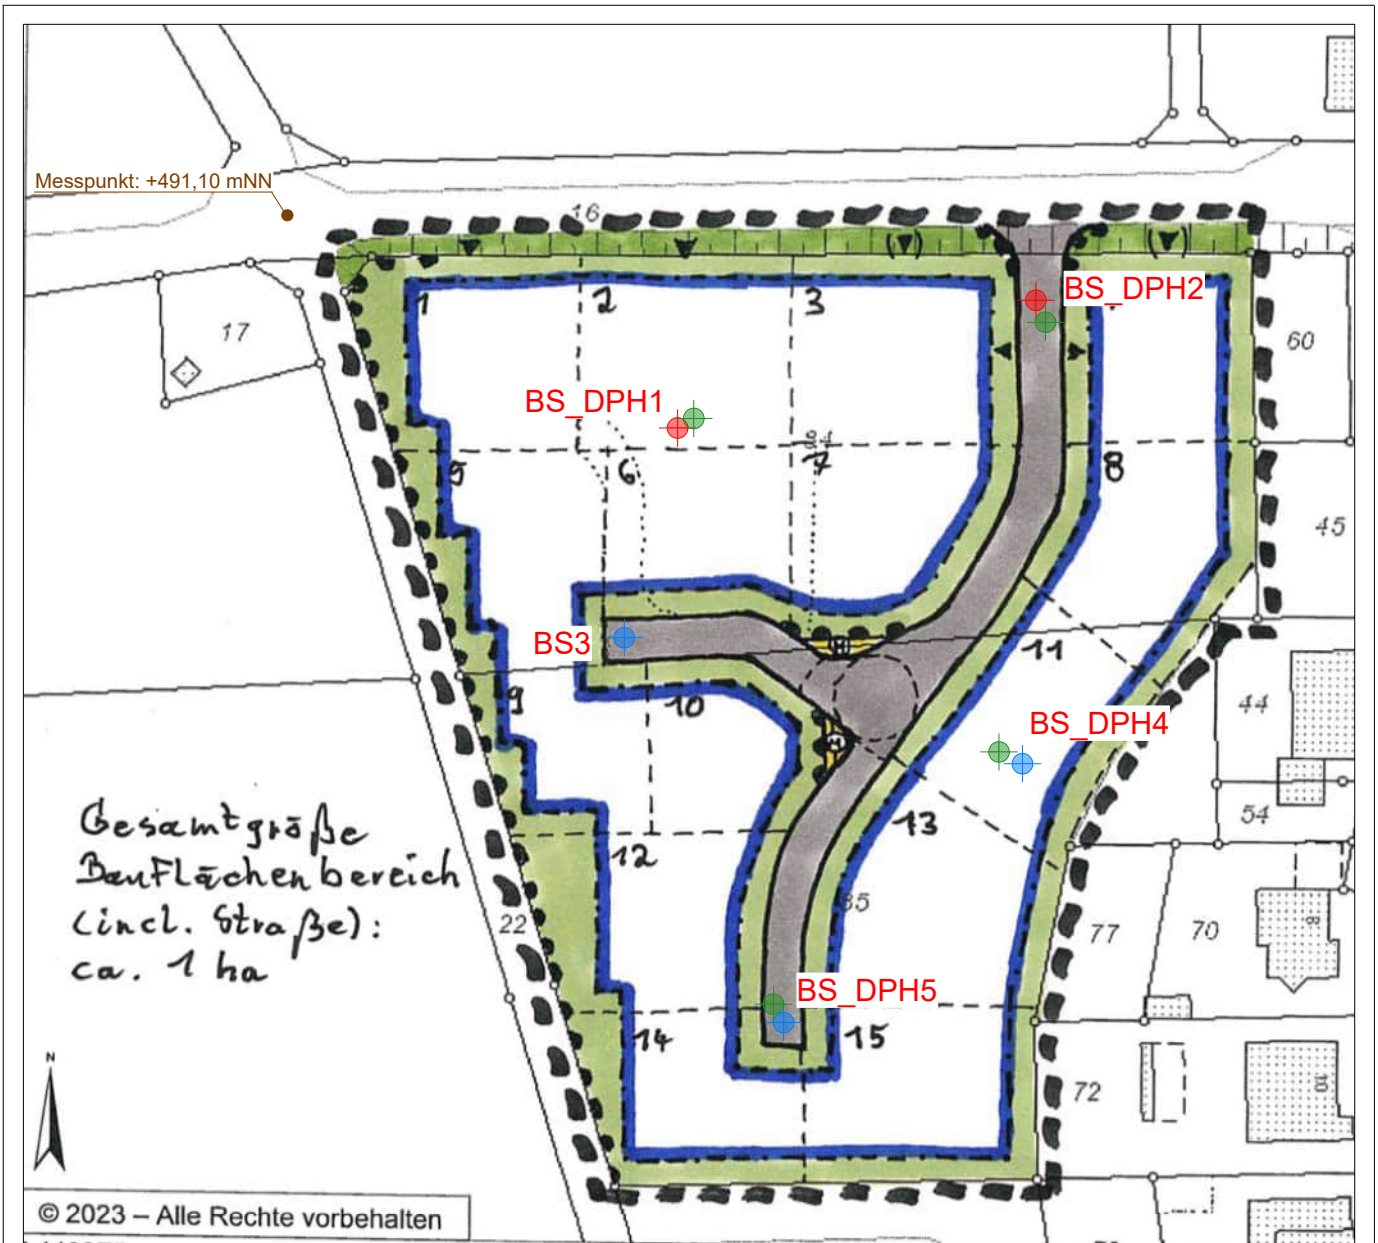 Messpunkt: +491,10 mNN
16
1
2
3
BS_DPH2
17
60
BS_DPH1
5
6
7
8
45
BS3
H
11
9
10
44
BS_DPH4
H
54
13
Gesamtgröße
Bauflächenbereich
(incl. Straße):
ca. 1 ha
12
35
22
77
70
8
BS_DPH5
14
15
72
10
N
© 2023 – Alle Rechte vorbehalten